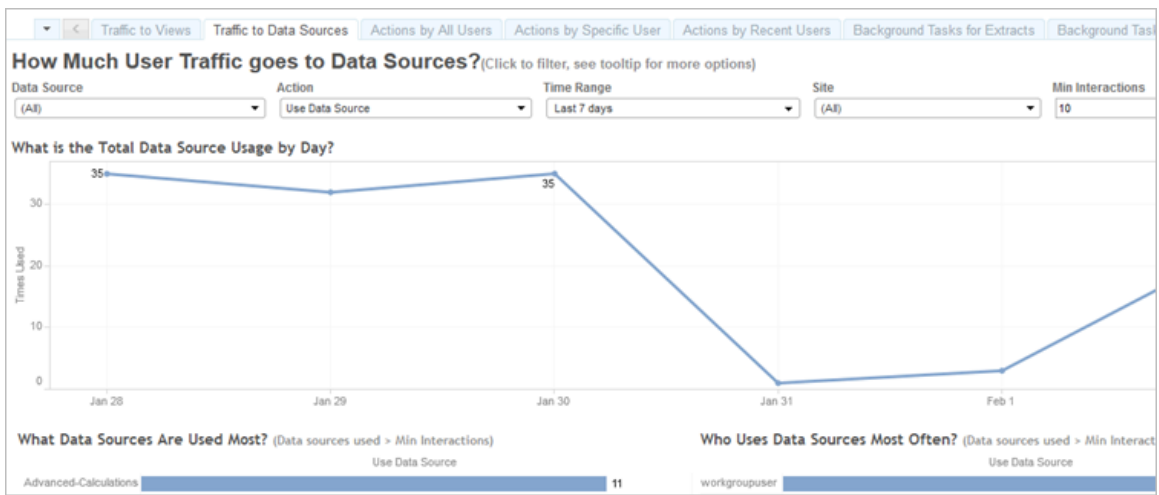 Traffic to Views Traffic to Data Sources Actions by All Users Actions by Specific User Actions by Recent Users Background Tasks for Extracts Background Tas
How Much User Traffic goes to Data Sources?(Click to filter, see tooltip for more options)
Data Source Action Time Range Site Min Interactions
(All) Use Data Source Last 7 days (All) 10
What is the Total Data Source Usage by Day?
35
35
30
20
10
0
Times Used
Jan 28 Jan 29 Jan 30 Jan 31 Feb 1
What Data Sources Are Used Most? (Data sources used > Min Interactions) Who Uses Data Sources Most Often? (Data sources used > Min Interact
Use Data Source Use Data Source
Advanced-Calculations 11 workgroupuser